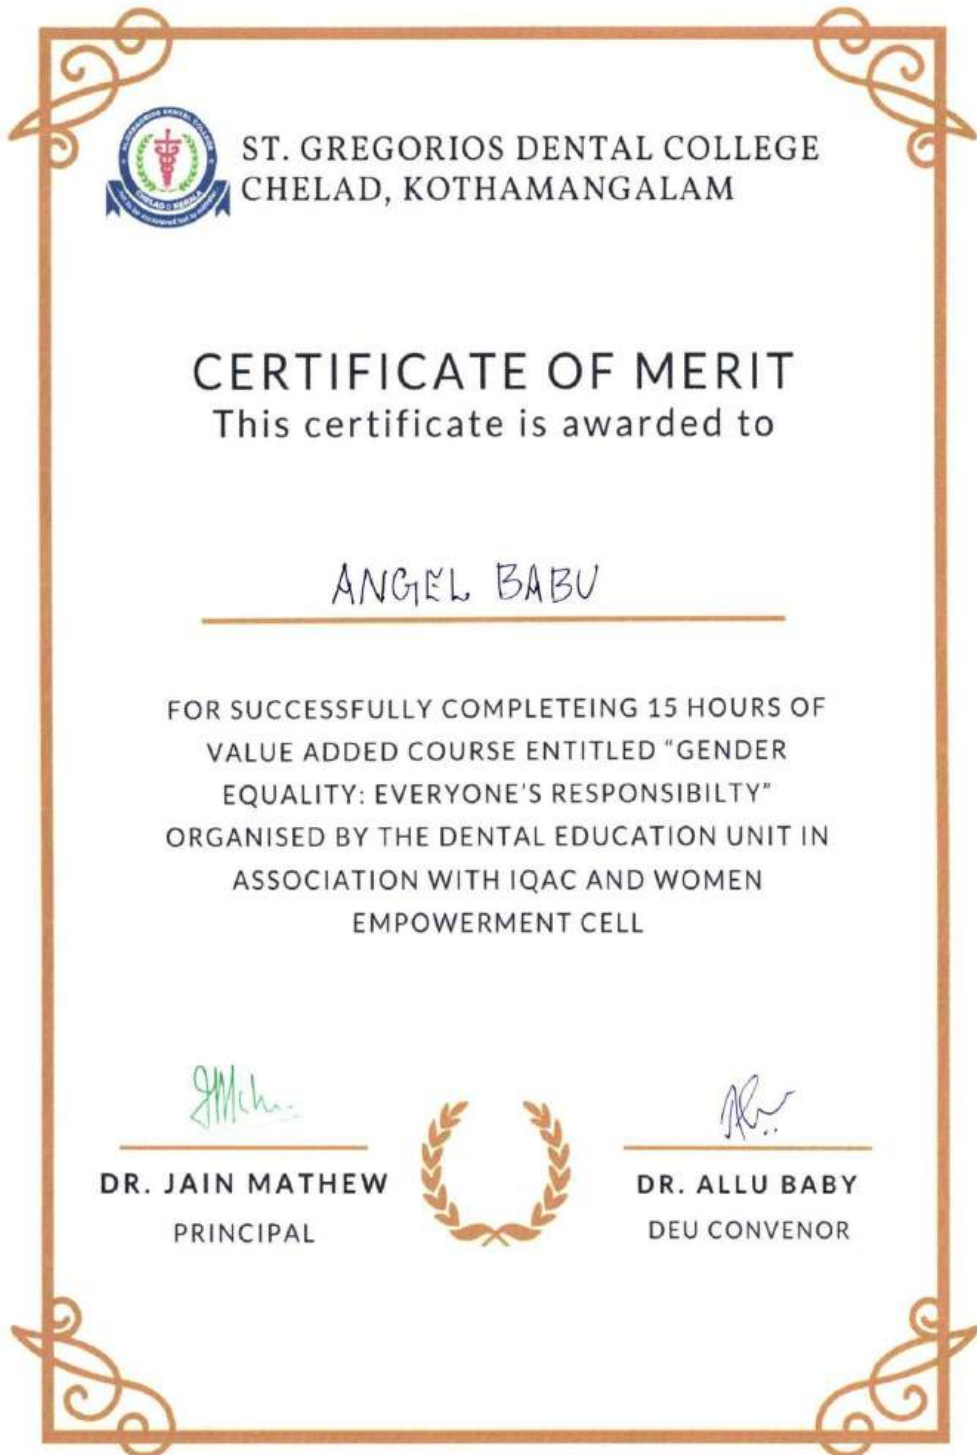 ST. GREGORIOS DENTAL COLLEGE
CHELAD, KOTHAMANGALAM
CERTIFICATE OF MERIT
This certificate is awarded to
ANGEL BABU
FOR SUCCESSFULLY COMPLETEING 15 HOURS OF
VALUE ADDED COURSE ENTITLED "GENDER
EQUALITY: EVERYONE'S RESPONSIBILTY"
ORGANISED BY THE DENTAL EDUCATION UNIT IN
ASSOCIATION WITH IQAC AND WOMEN
EMPOWERMENT CELL
DR. JAIN MATHEW
PRINCIPAL
DR. ALLU BABY
DEU CONVENOR